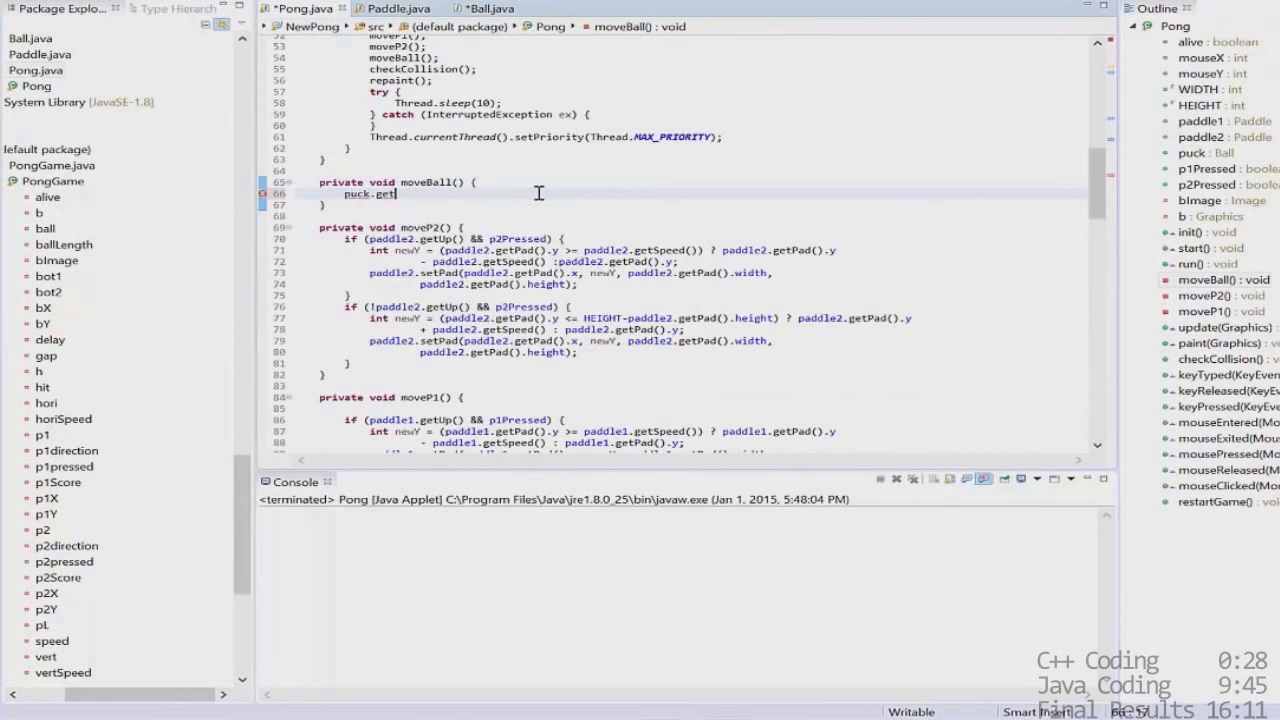 Package Explo...
Type Hierarch
Ball.java
Paddle.java
Pong.java
Pong
System Library [JavaSE-1.8]
(default package)
PongGame.java
PongGame
alive
b
ball
ballLength
bImage
bot1
bot2
bX
bY
delay
gap
h
hit
hori
horiSpeed
p1
p1direction
p1pressed
p1Score
p1X
p1Y
p2
p2direction
p2pressed
p2Score
p2X
p2Y
pL
speed
vert
vertSpeed
*Pong.java
Paddle.java
*Ball.java
NewPong
src
(default package)
Pong
moveBall() : void
52 moveP1();
53 moveP2();
54 moveBall();
55 checkCollision();
56 repaint();
57 try {
58 Thread.sleep(10);
59 } catch (InterruptedException ex) {
60 }
61 Thread.currentThread().setPriority(Thread.MAX_PRIORITY);
62 }
63 }
64
65 private void moveBall() {
66 puck.get
67 }
68
69 private void moveP2() {
70 if (paddle2.getUp() && p2Pressed) {
71 int newY = (paddle2.getPad().y >= paddle2.getSpeed()) ? paddle2.getPad().y
72 - paddle2.getSpeed() :paddle2.getPad().y;
73 paddle2.setPad(paddle2.getPad().x, newY, paddle2.getPad().width,
74 paddle2.getPad().height);
75 }
76 if (!paddle2.getUp() && p2Pressed) {
77 int newY = (paddle2.getPad().y <= HEIGHT-paddle2.getPad().height) ? paddle2.getPad().y
78 + paddle2.getSpeed() : paddle2.getPad().y;
79 paddle2.setPad(paddle2.getPad().x, newY, paddle2.getPad().width,
80 paddle2.getPad().height);
81 }
82 }
83
84 private void moveP1() {
85
86 if (paddle1.getUp() && p1Pressed) {
87 int newY = (paddle1.getPad().y >= paddle1.getSpeed()) ? paddle1.getPad().y
88 - paddle1.getSpeed() : paddle1.getPad().y;
Console
<terminated> Pong [Java Applet] C:\Program Files\Java\jre1.8.0_25\bin\javaw.exe (Jan 1, 2015, 5:48:04 PM)
Outline
Pong
alive : boolean
mouseX : int
mouseY : int
WIDTH : int
HEIGHT : int
paddle1 : Paddle
paddle2 : Paddle
puck : Ball
p1Pressed : boolean
p2Pressed : boolean
bImage : Image
b : Graphics
init() : void
start() : void
run() : void
moveBall() : void
moveP2() : void
moveP1() : void
update(Graphics)
paint(Graphics)
checkCollision()
keyTyped(KeyEven
keyReleased(KeyE
keyPressed(KeyEve
mouseEntered(Mo
mouseExited(Mou
mousePressed(Mo
mouseReleased(M
mouseClicked(Mou
restartGame()
C++ Coding 0:28
Java Coding 9:45
Final Results 16:11
Writable
Smart Insert